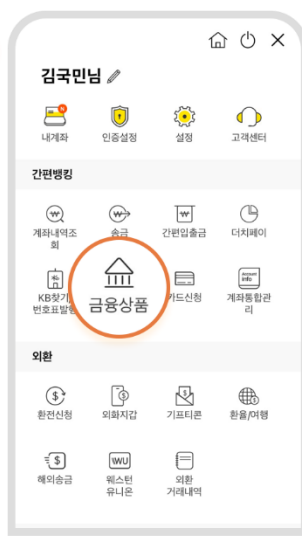 김국민님
내계좌 인증설정 설정 고객센터
간편뱅킹
계좌내역조
회
송금 간편입출금 더치페이
KB찾기
번호표발
금융상품
카드신청 계좌통합관
리
외환
환전신청 외화지갑 기프티콘 환율/여행
WU
해외송금 웨스턴
유니온
외환
거래내역